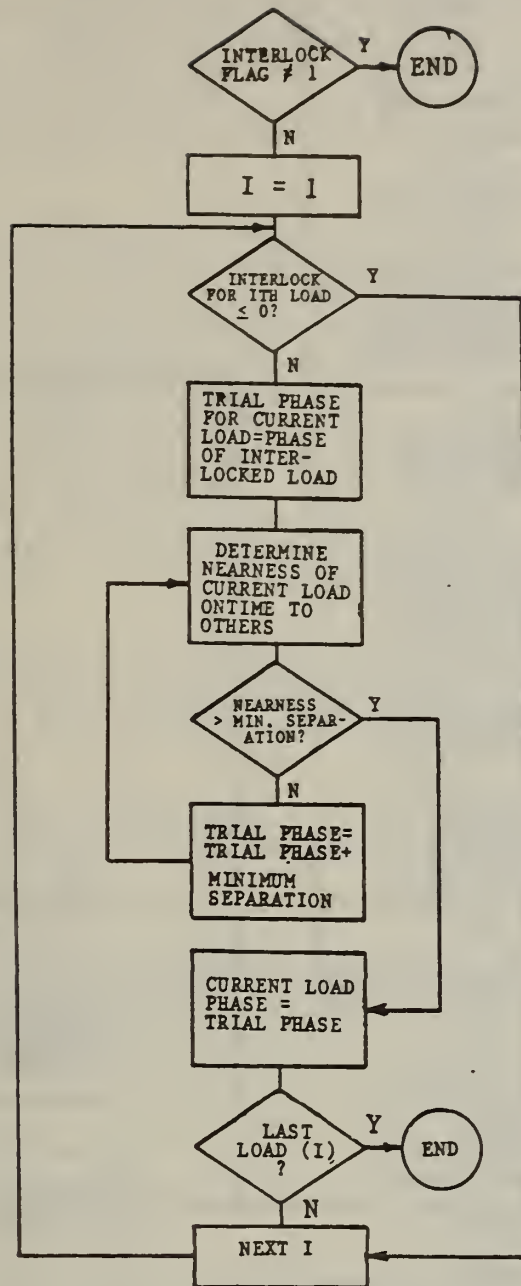 INTERLOCK
FLAG ≠ 1
Y
END
N
I = 1
INTERLOCK
FOR ITH LOAD
≤ 0?
Y
N
TRIAL PHASE
FOR CURRENT
LOAD=PHASE
OF INTER-
LOCKED LOAD
DETERMINE
NEARNESS OF
CURRENT LOAD
ONTIME TO
OTHERS
NEARNESS
> MIN. SEPAR-
ATION?
Y
N
TRIAL PHASE=
TRIAL PHASE+
MINIMUM
SEPARATION
CURRENT LOAD
PHASE =
TRIAL PHASE
LAST
LOAD (I)
?
Y
END
N
NEXT I